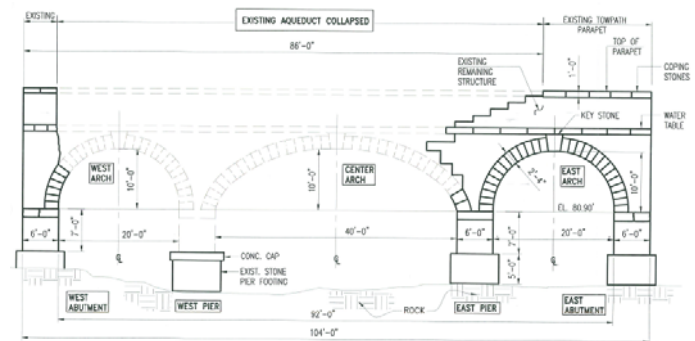 EXISTING
EXISTING AQUEDUCT COLLAPSED
EXISTING TOWPATH
PARAPET
86'-0"
TOP OF
PARAPET
EXISTING
REMAINING
STRUCTURE
1'-0"
COPING
STONES
KEY STONE
WATER
TABLE
WEST
ARCH
10'-0"
10'-0"
CENTER
ARCH
2'-4"
EAST
ARCH
10'-0"
EL. 80.90'
6'-0"
7'-0"
20'-0"
40'-0"
6'-0"
7'-0"
20'-0"
6'-0"
CONC. CAP
EXIST. STONE
PIER FOOTING
5'-0"
WEST
ABUTMENT
WEST PIER
ROCK
EAST PIER
EAST
ABUTMENT
92'-0"
104'-0"